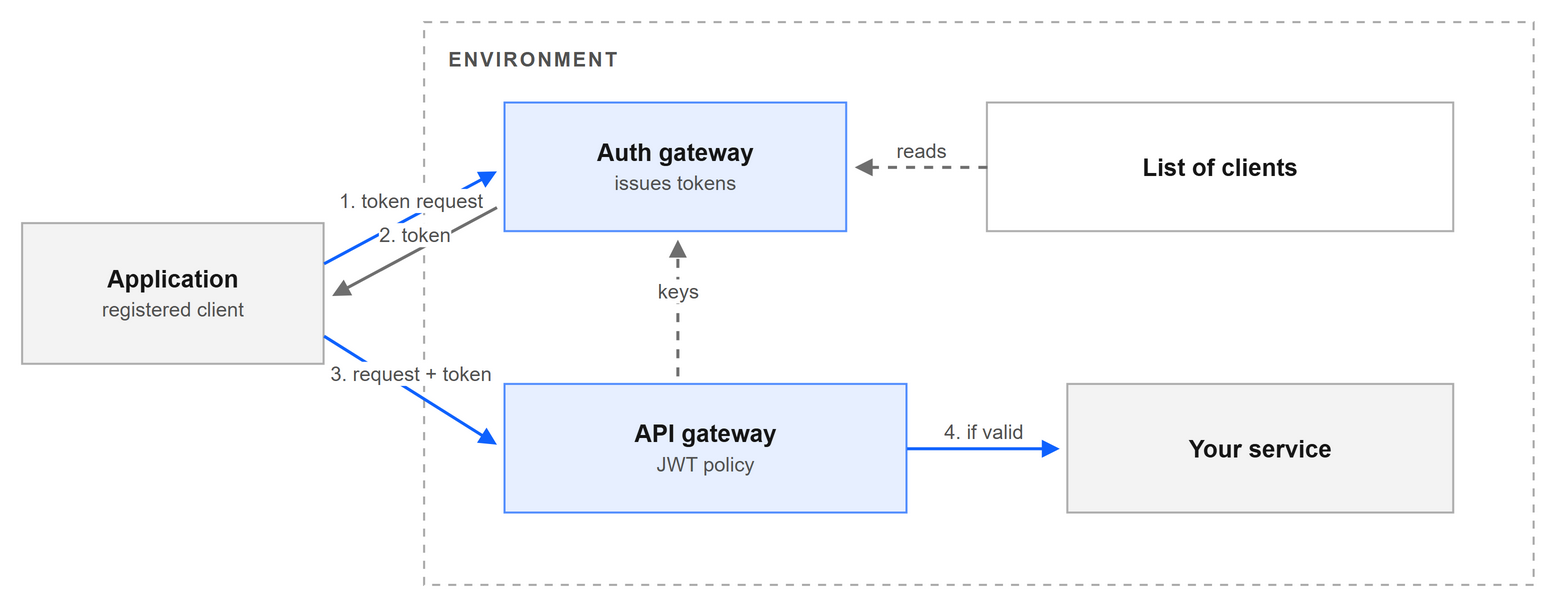 ENVIRONMENT
Auth gateway
issues tokens
reads
List of clients
1. token request
2. token
Application
registered client
keys
3. request + token
API gateway
JWT policy
4. if valid
Your service